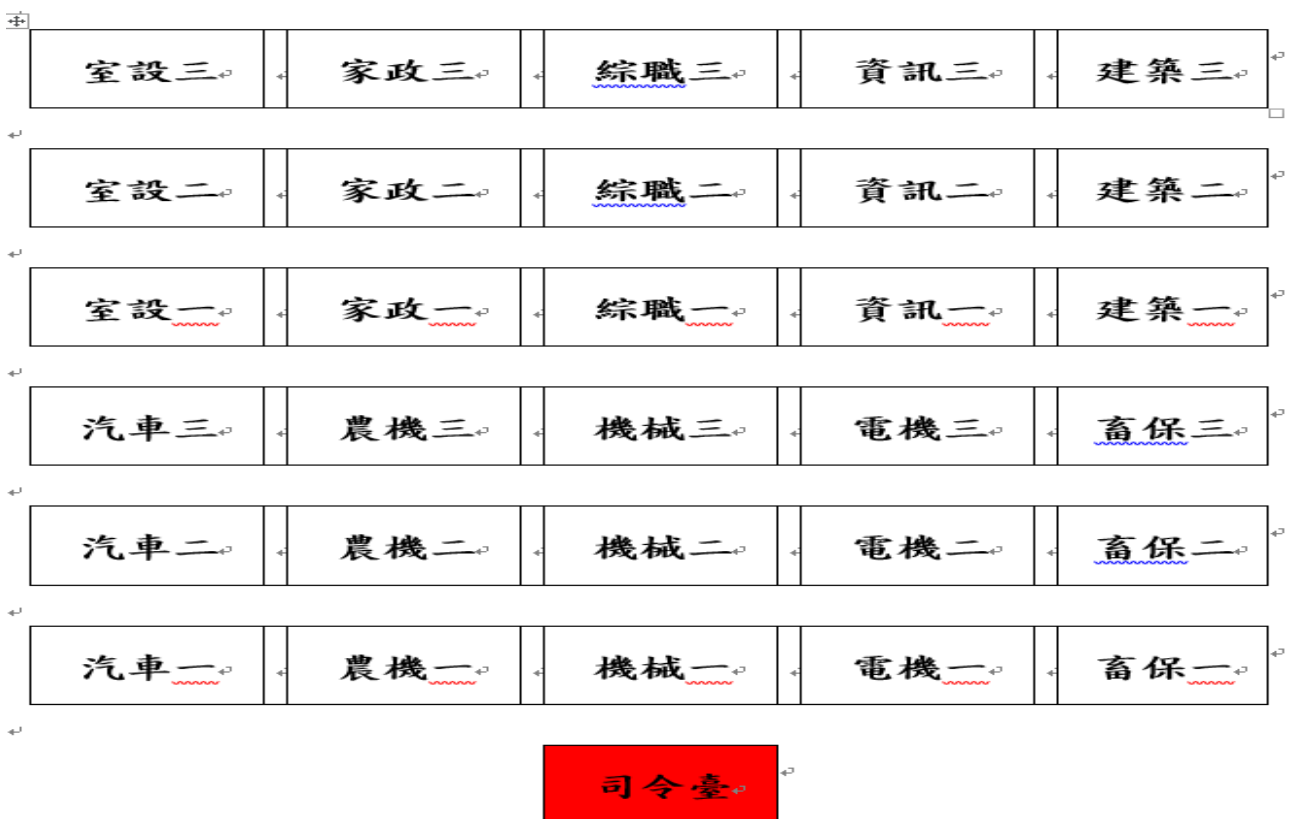 室設三 家政三 綜職三 資訊三 建築三
室設二 家政二 綜職二 資訊二 建築二
室設一 家政一 綜職一 資訊一 建築一
汽車三 農機三 機械三 電機三 畜保三
汽車二 農機二 機械二 電機二 畜保二
汽車一 農機一 機械一 電機一 畜保一
司令臺